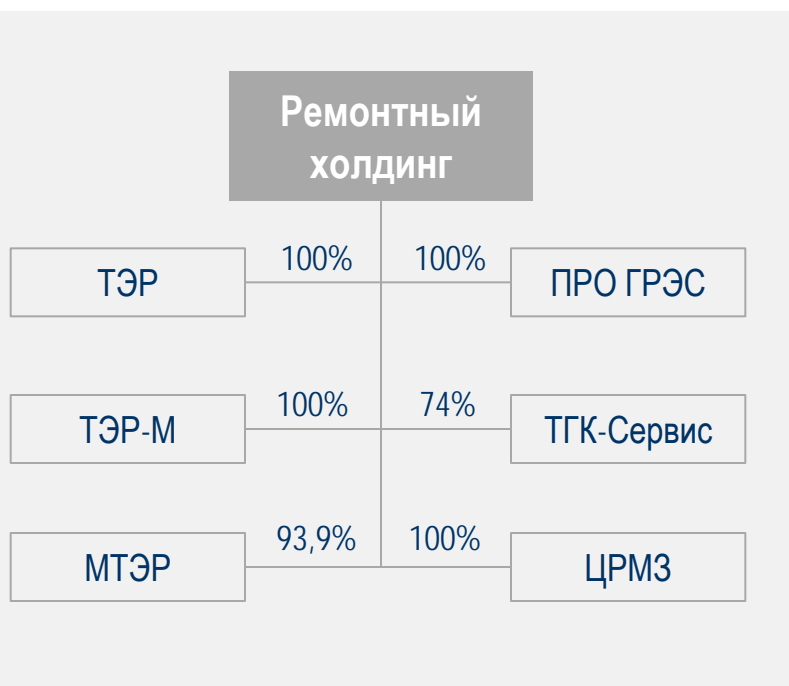 Ремонтный
холдинг
100% 100%
ТЭР ПРО ГРЭС
100% 74%
ТЭР-М ТГК-Сервис
93,9% 100%
МТЭР ЦРМЗ